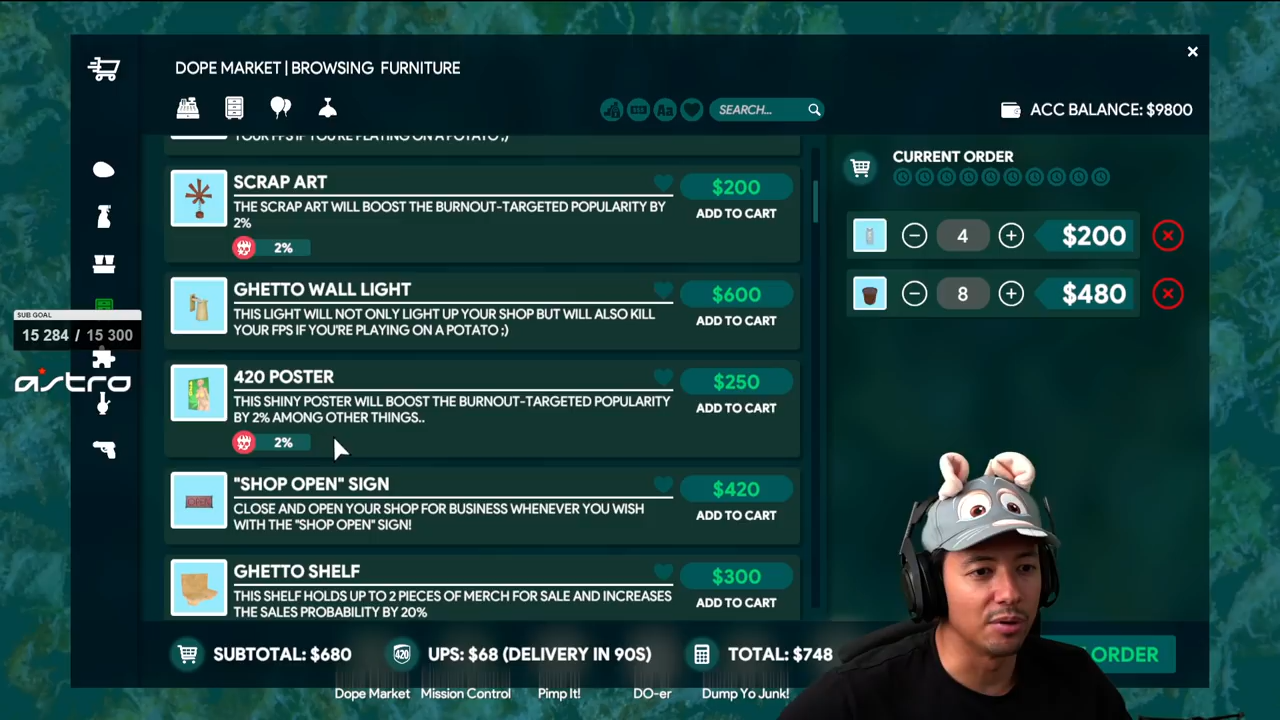 DOPE MARKET | BROWSING FURNITURE
Aa
SEARCH...
ACC BALANCE: $9800
YOUR FPS IF YOU'RE PLAYING ON A POTATO ;)
SCRAP ART
THE SCRAP ART WILL BOOST THE BURNOUT-TARGETED POPULARITY BY
2%
2%
$200
ADD TO CART
GHETTO WALL LIGHT
THIS LIGHT WILL NOT ONLY LIGHT UP YOUR SHOP BUT WILL ALSO KILL
YOUR FPS IF YOU'RE PLAYING ON A POTATO ;)
$600
ADD TO CART
420 POSTER
THIS SHINY POSTER WILL BOOST THE BURNOUT-TARGETED POPULARITY
BY 2% AMONG OTHER THINGS..
2%
$250
ADD TO CART
"SHOP OPEN" SIGN
CLOSE AND OPEN YOUR SHOP FOR BUSINESS WHENEVER YOU WISH
WITH THE "SHOP OPEN" SIGN!
OPEN
$420
ADD TO CART
GHETTO SHELF
THIS SHELF HOLDS UP TO 2 PIECES OF MERCH FOR SALE AND INCREASES
THE SALES PROBABILITY BY 20%
$300
ADD TO CART
CURRENT ORDER
4
$200
8
$480
SUB GOAL
15 284 / 15 300
astro
SUBTOTAL: $680
420
UPS: $68 (DELIVERY IN 90S)
TOTAL: $748
ORDER
Dope Market
Mission Control
Pimp It!
DO-er
Dump Yo Junk!